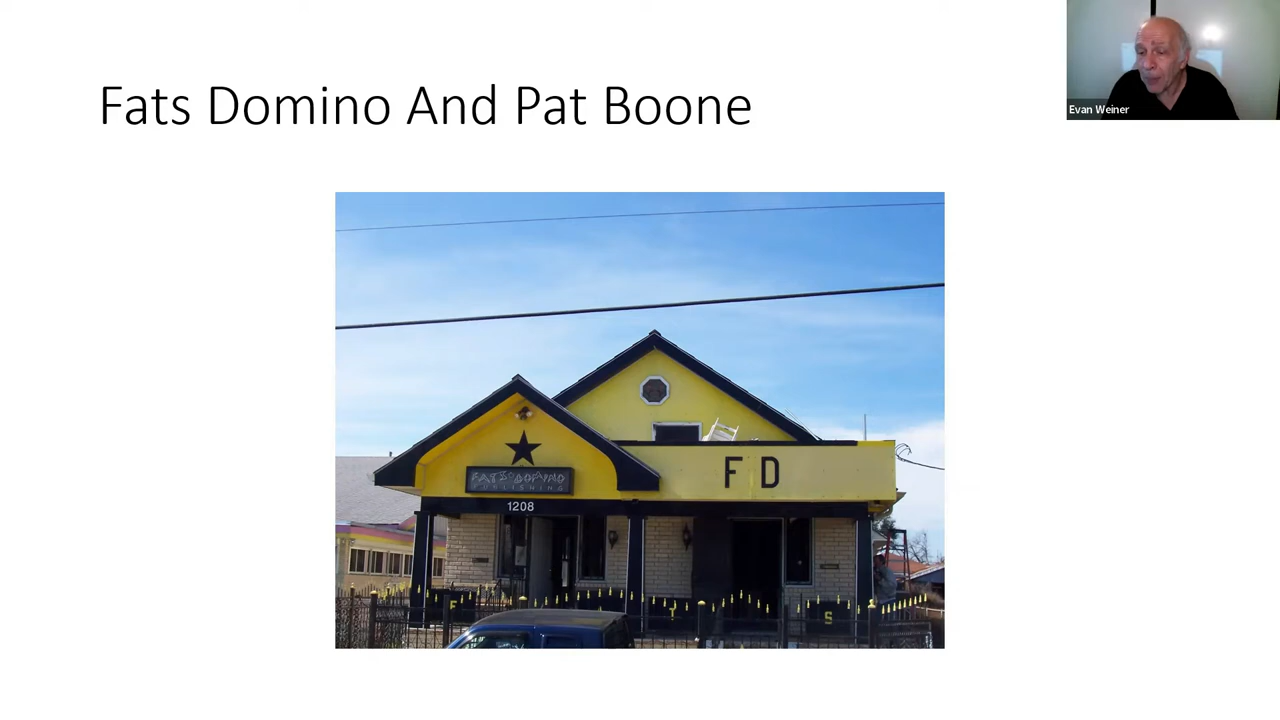 Fats Domino And Pat Boone
Evan Weiner
FATS DOMINO
PUBLISHING
F D
1208
F
S